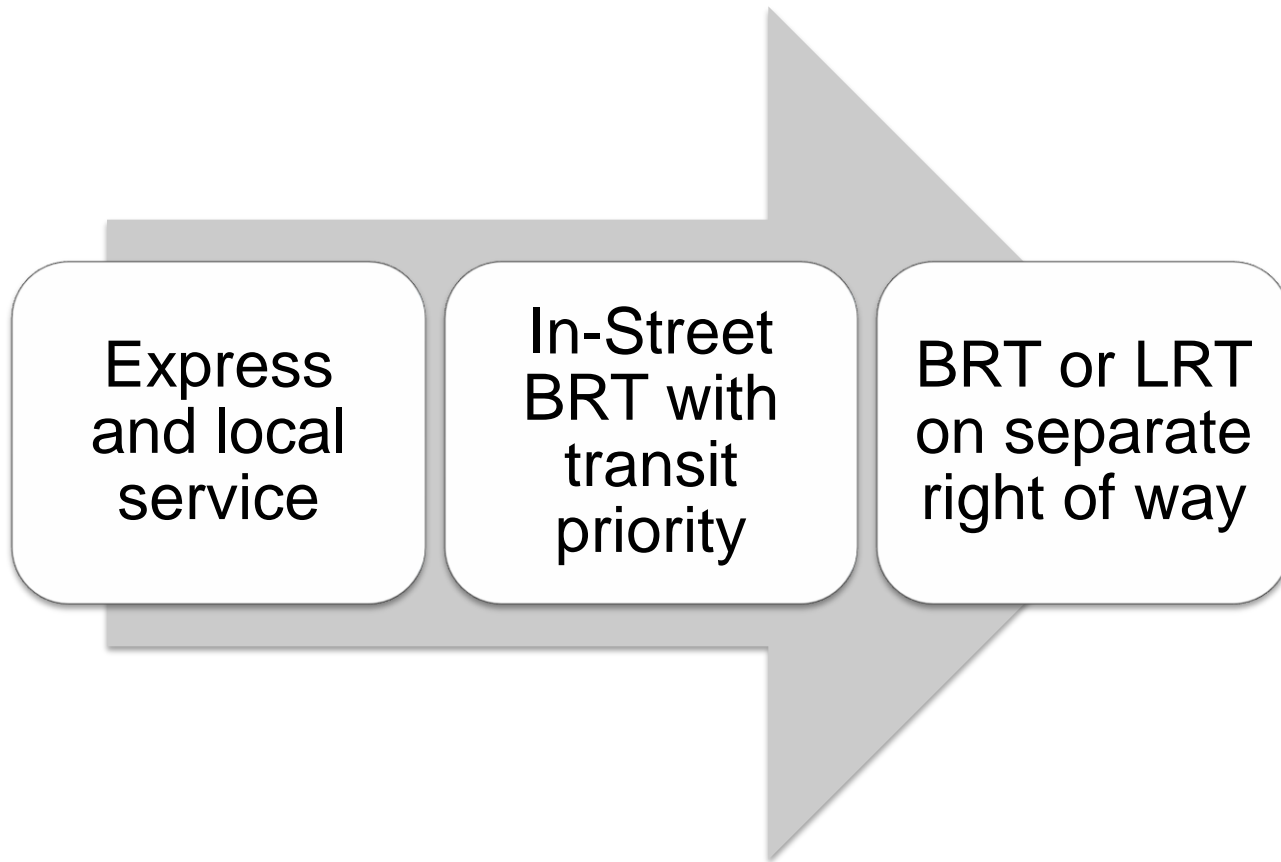 Express
and local
service
In-Street
BRT with
transit
priority
BRT or LRT
on separate
right of way